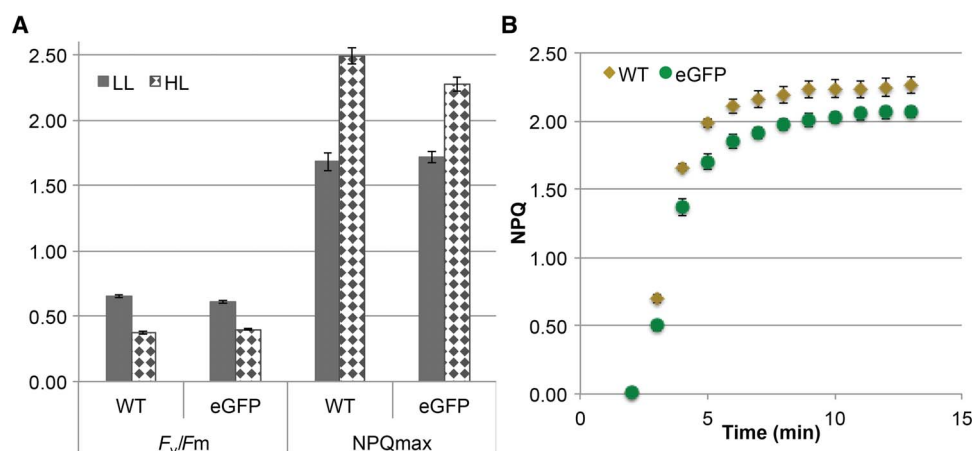 A
2.50
2.00
1.50
1.00
0.50
0.00
LL HL
WT eGFP WT eGFP
Fv/Fm NPQmax
B
2.50
2.00
1.50
1.00
0.50
0.00
NPQ
WT eGFP
0 5 10 15
Time (min)